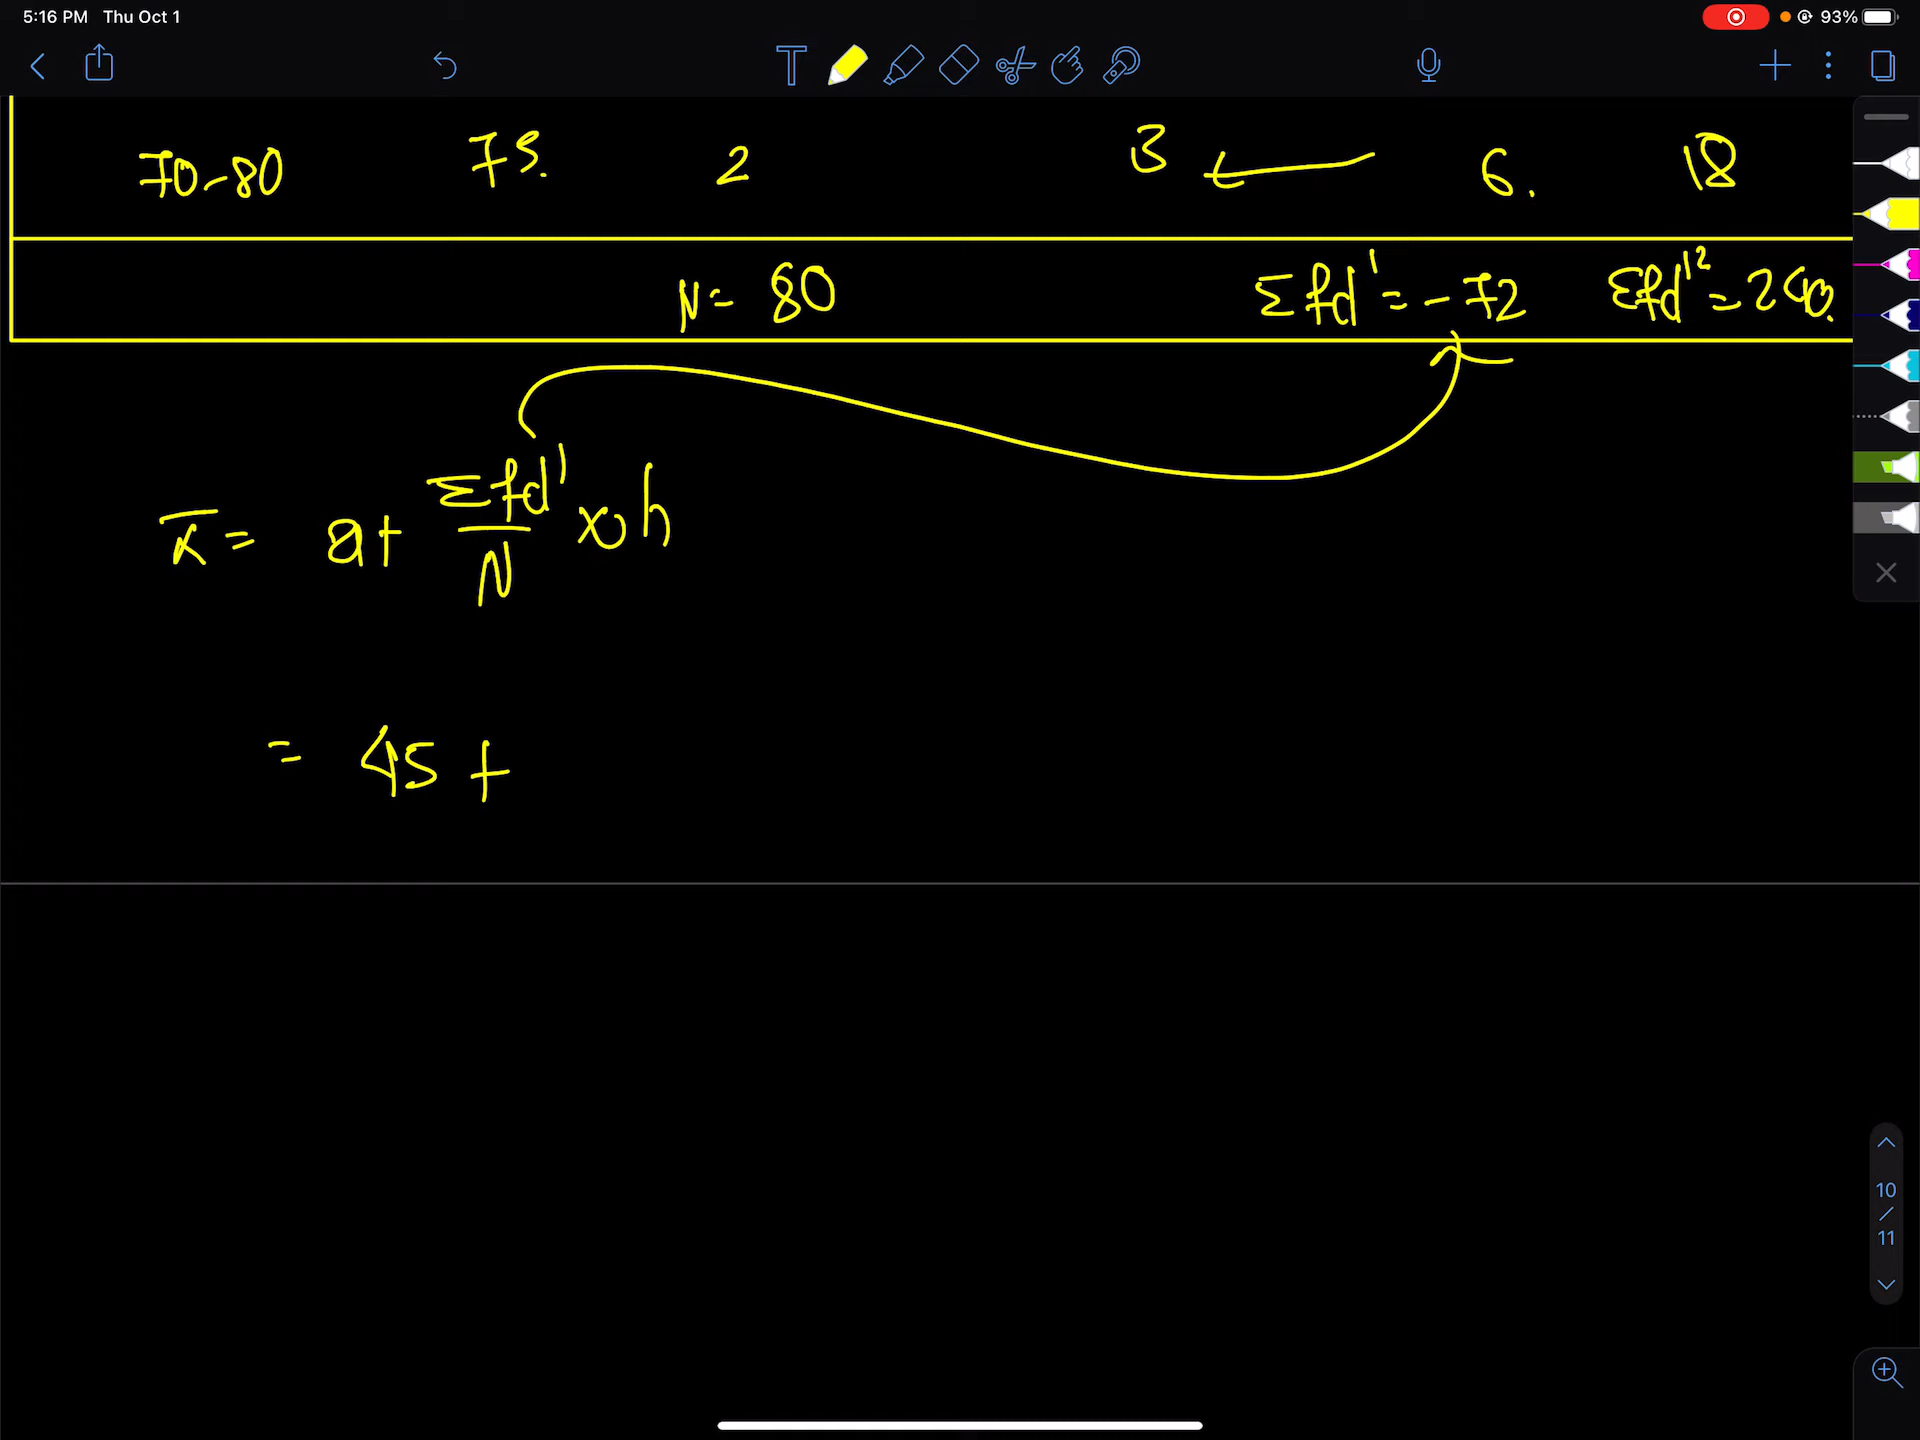 5:16 PM Thu Oct 1
93%
70-80 75. 2 3 6. 18
N = 80 Σfd' = -72 Σfd'² = 240.
x̄ = a + Σfd'/N × h
= 45 +
10
/
11